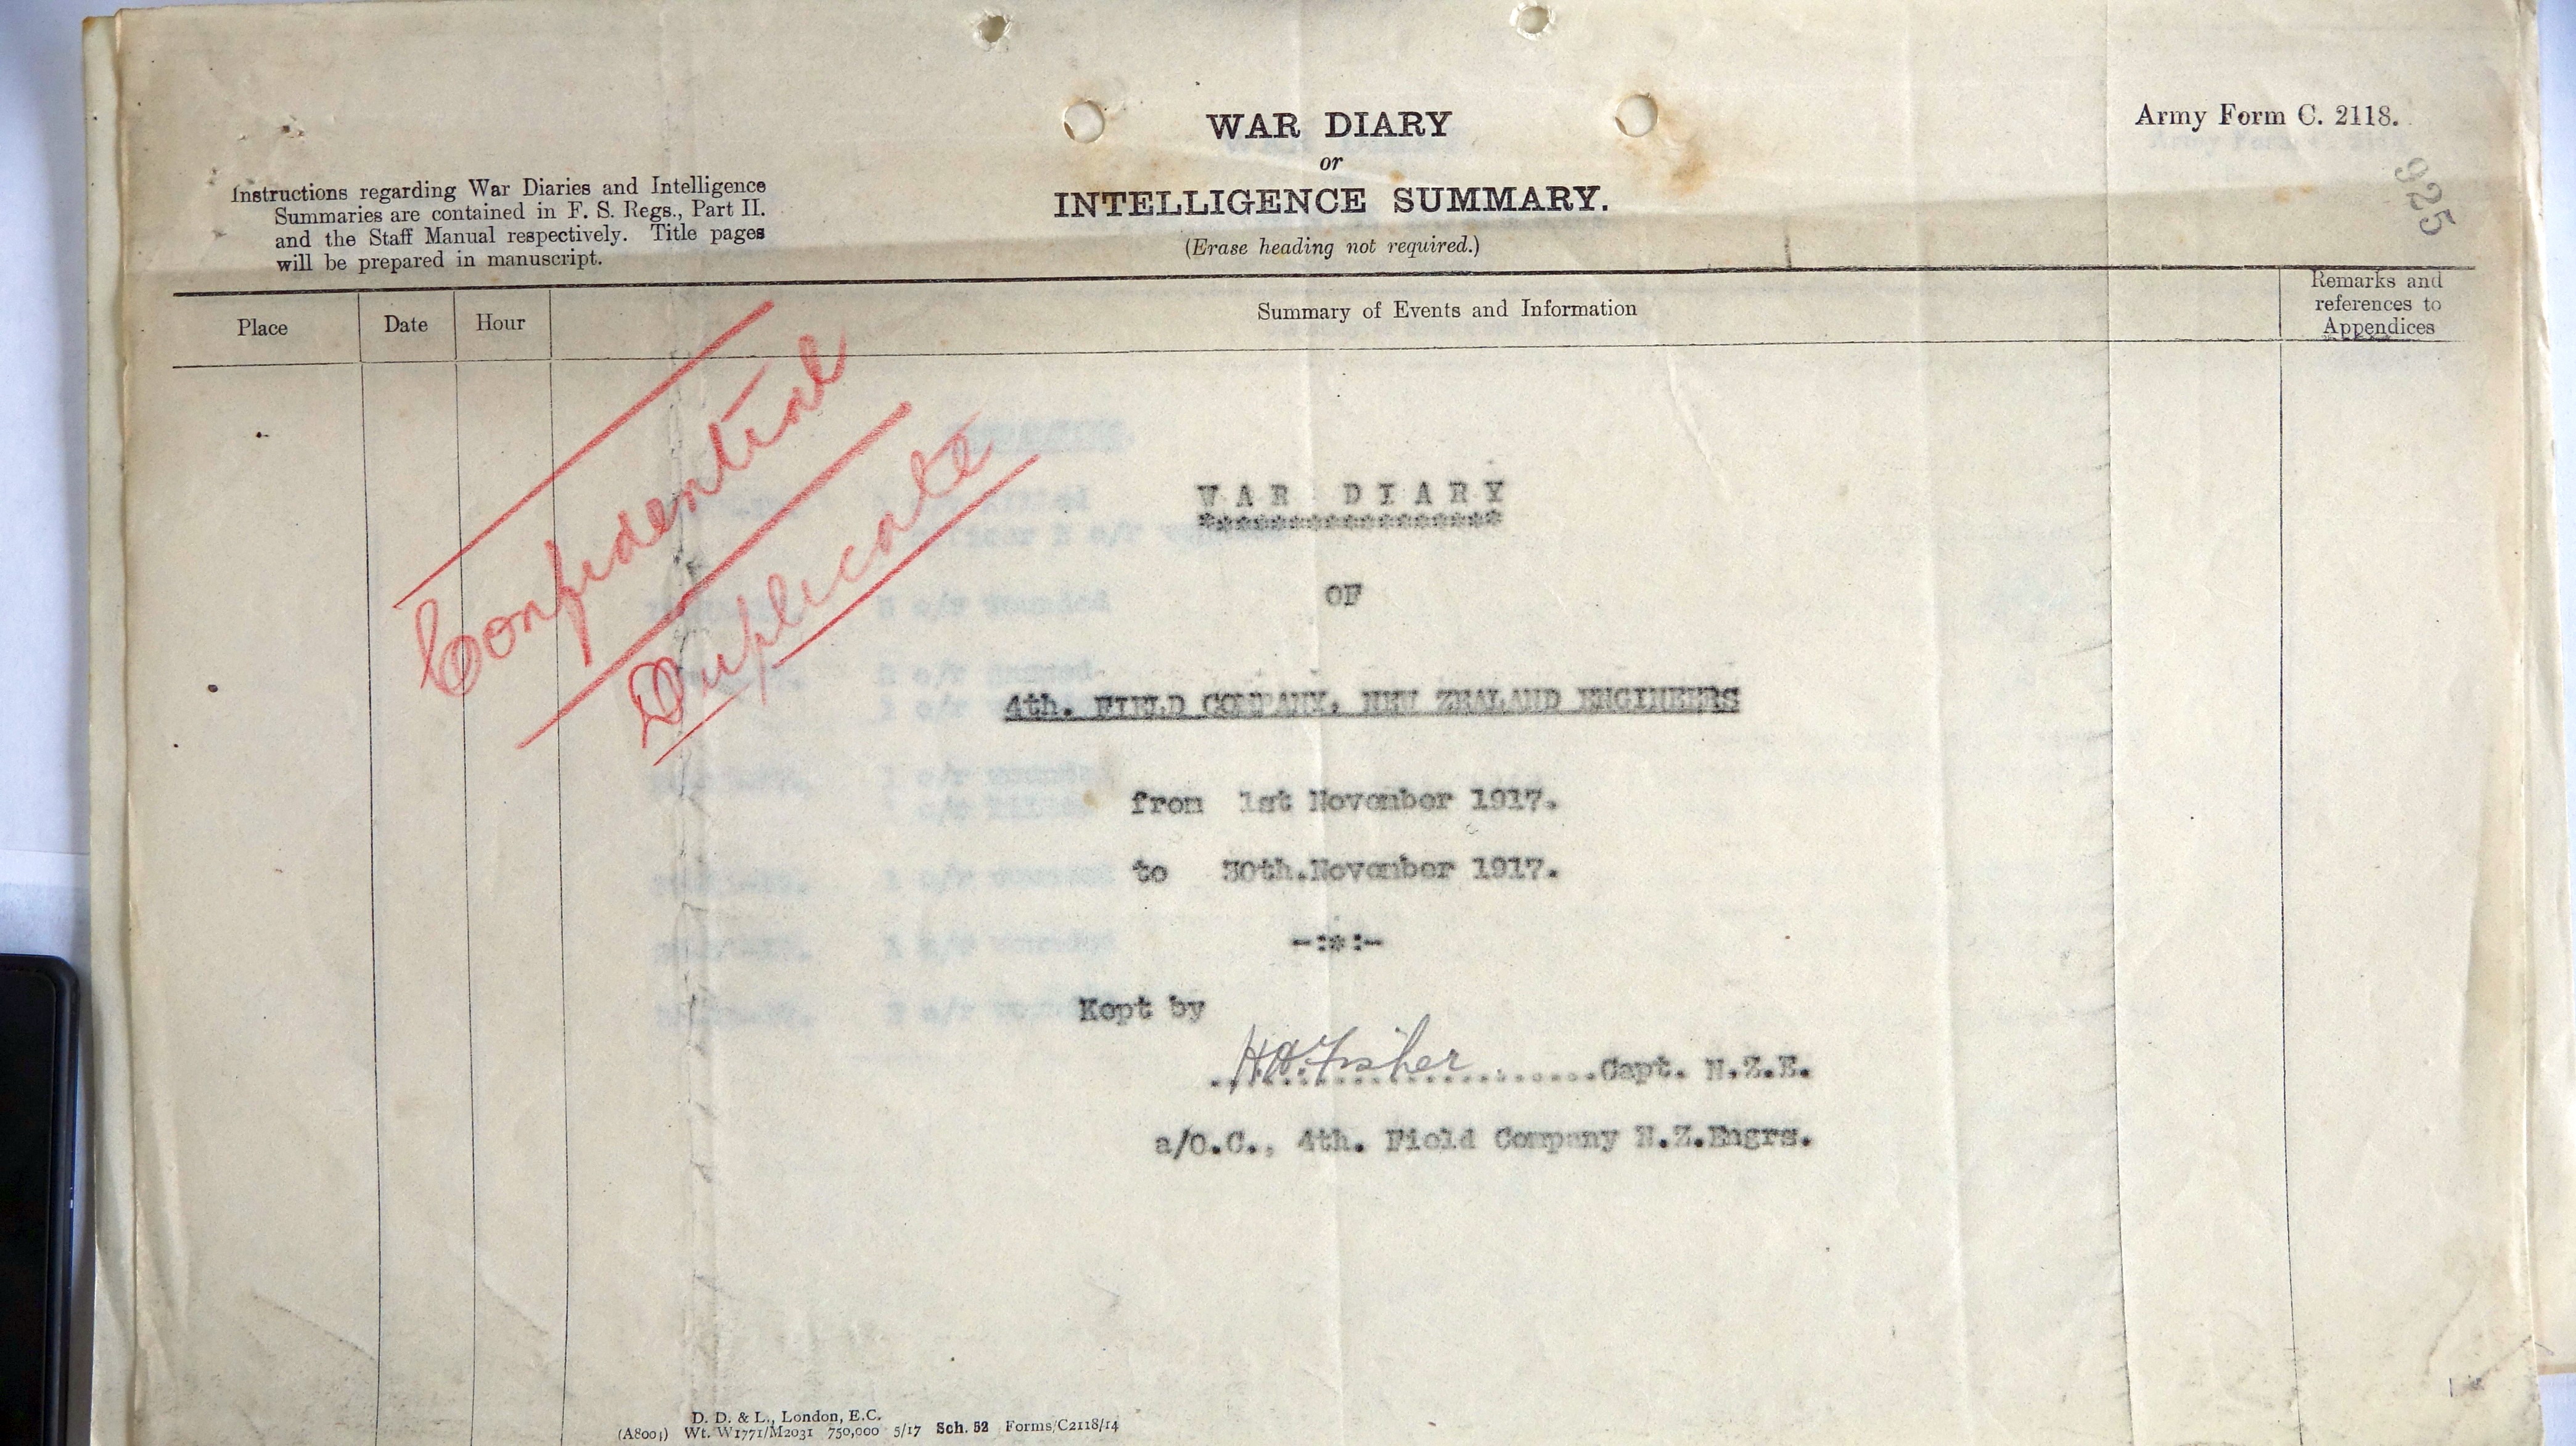 WAR DIARY
or
INTELLIGENCE SUMMARY.
(Erase heading not required.)
Army Form C. 2118.
925
Instructions regarding War Diaries and Intelligence
Summaries are contained in F. S. Regs., Part II.
and the Staff Manual respectively. Title pages
will be prepared in manuscript.
Place
Date
Hour
Summary of Events and Information
Remarks and
references to
Appendices
Confidential
Duplicate
WAR DIARY
******************
OF
4th. FIELD COMPANY. NEW ZEALAND ENGINEERS
from 1st November 1917.
to 30th.November 1917.
-:*:-
Kept by
H.A.Fisher..........Capt. N.Z.E.
a/O.C., 4th. Field Company N.Z.Engrs.
D. D. & L., London, E.C.
(A8001) Wt. W1771/M2031 750,000 5/17 Sch. 52 Forms/C2118/14